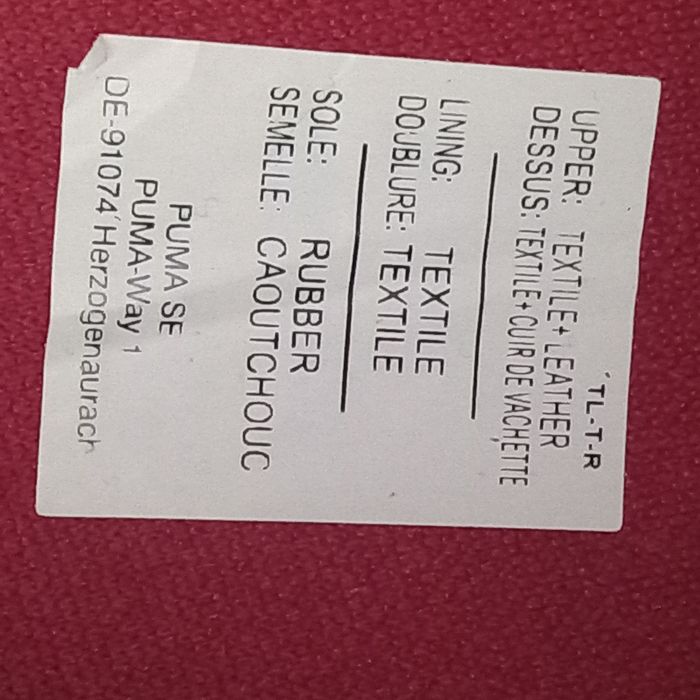 TL-T-R
UPPER: TEXTILE+ LEATHER
DESSUS: TEXTILE+CUIR DE VACHETTE
LINING: TEXTILE
DOUBLURE: TEXTILE
SOLE: RUBBER
SEMELLE: CAOUTCHOUC
PUMA SE
PUMA-Way 1
DE-91074 Herzogenaurach